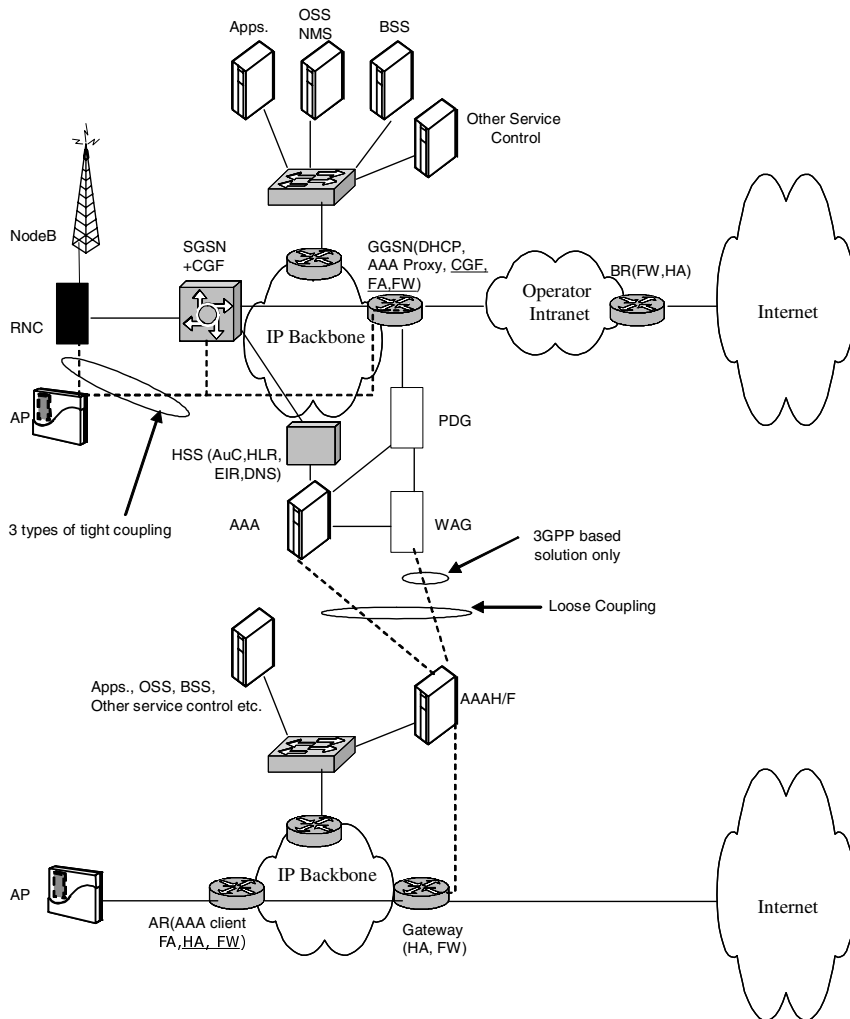 Apps.
OSS
NMS
BSS
Other Service
Control
NodeB
SGSN
+CGF
GGSN(DHCP,
AAA Proxy, CGF,
FA,FW)
BR(FW,HA)
Operator
Intranet
Internet
RNC
IP Backbone
AP
PDG
HSS (AuC,HLR,
EIR,DNS)
3 types of tight coupling
AAA
WAG
3GPP based
solution only
Loose Coupling
Apps., OSS, BSS,
Other service control etc.
AAAH/F
IP Backbone
AP
AR(AAA client
FA,HA, FW)
Gateway
(HA, FW)
Internet